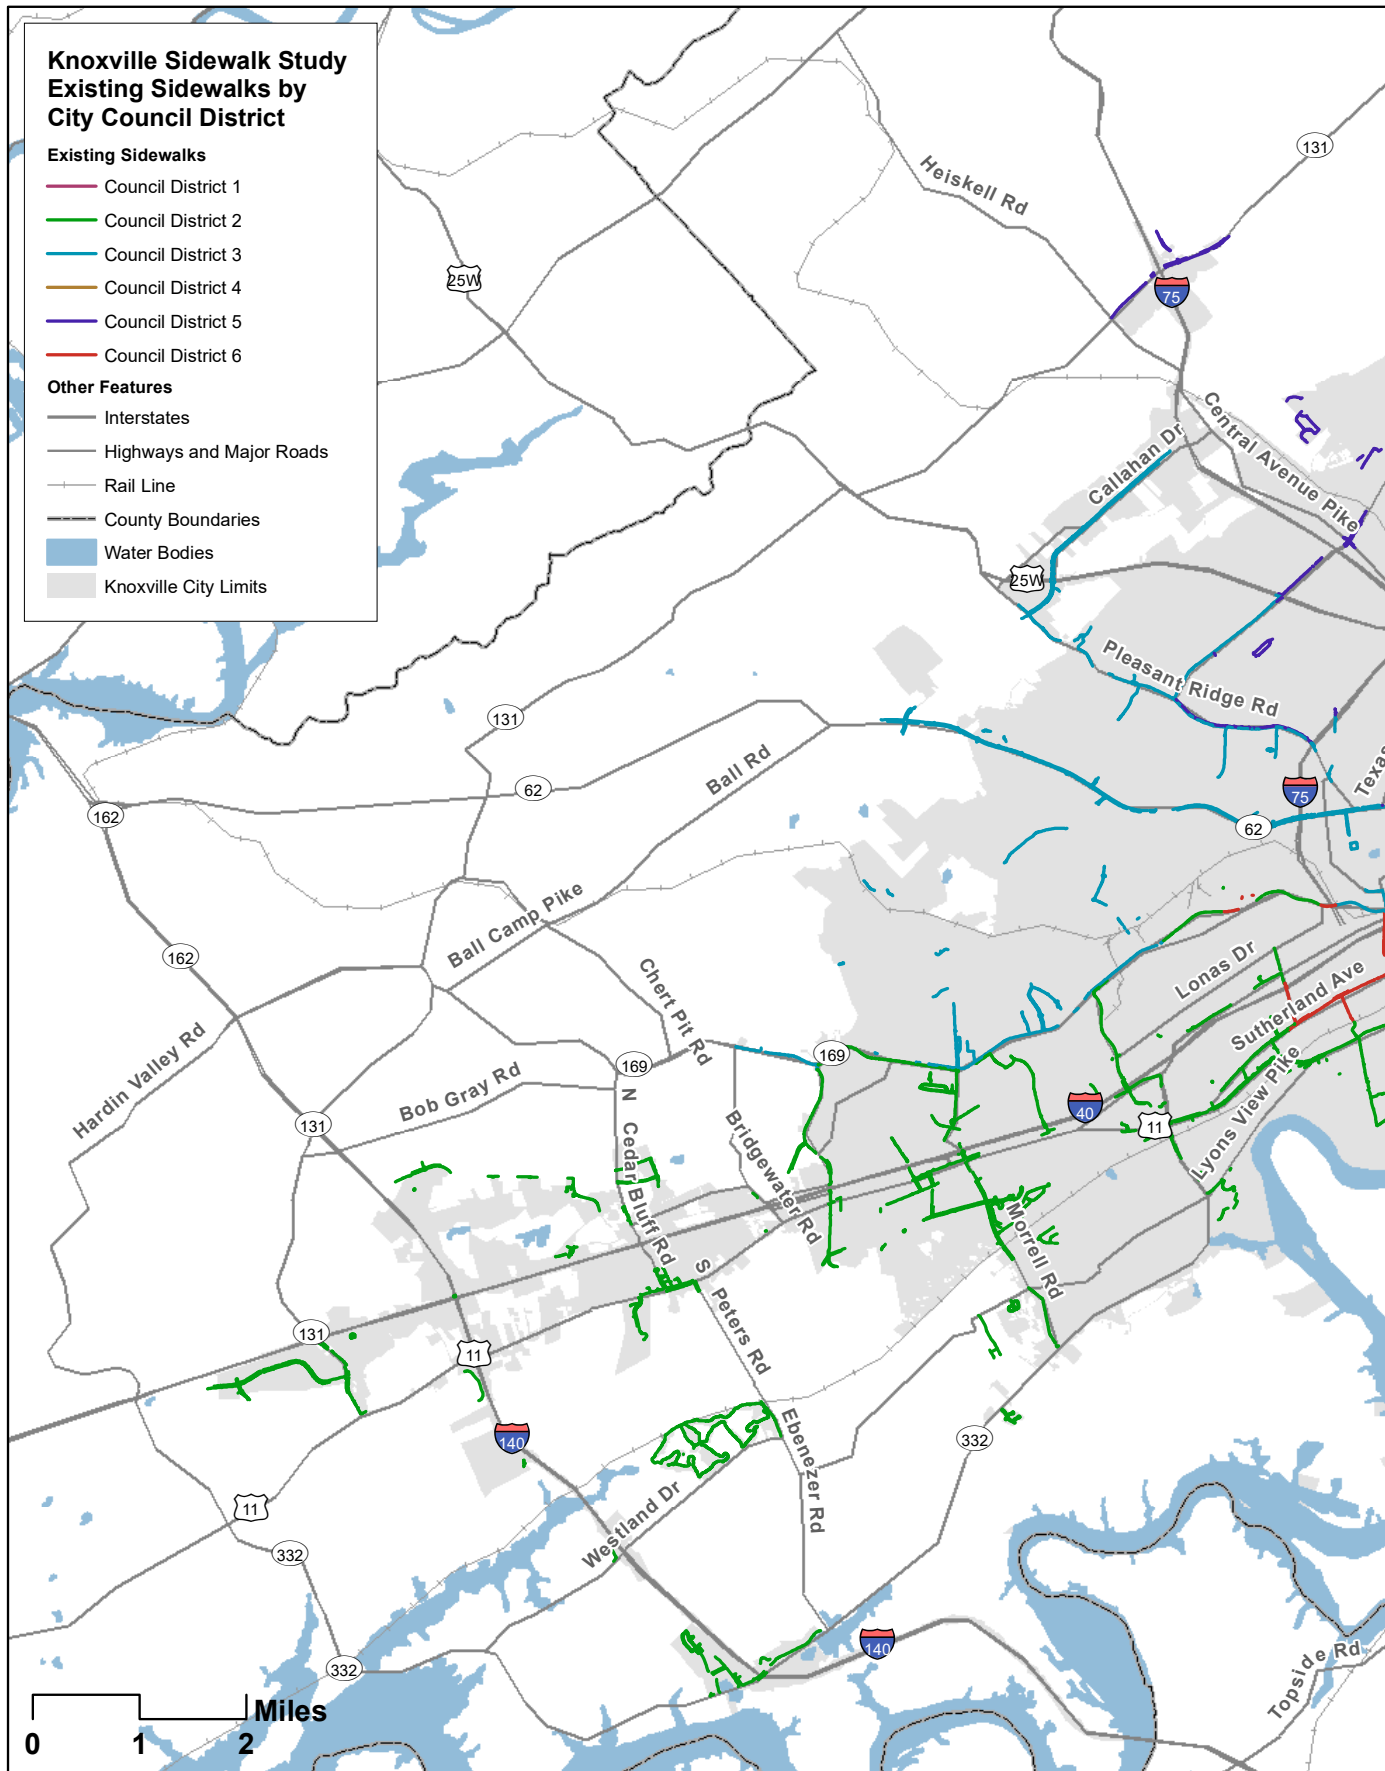 Knoxville Sidewalk Study
Existing Sidewalks by
City Council District
Existing Sidewalks
Council District 1
Council District 2
Council District 3
Council District 4
Council District 5
Council District 6
Other Features
Interstates
Highways and Major Roads
Rail Line
County Boundaries
Water Bodies
Knoxville City Limits
131
Heiskell Rd
25W
75
Central Avenue Pike
Callahan Dr
25W
Pleasant Ridge Rd
131
Ball Rd
62
75
Texas
162
62
Ball Camp Pike
162
Chert Pit Rd
Lonas Dr
Sutherland Ave
Hardin Valley Rd
169
169
Bob Gray Rd
N Cedar Bluff Rd
Bridgewater Rd
40
11
Lyons View Pike
131
Morrell Rd
S Peters Rd
131
11
140
Ebenezer Rd
332
11
Westland Dr
332
140
332
Topside Rd
Miles
0 1 2